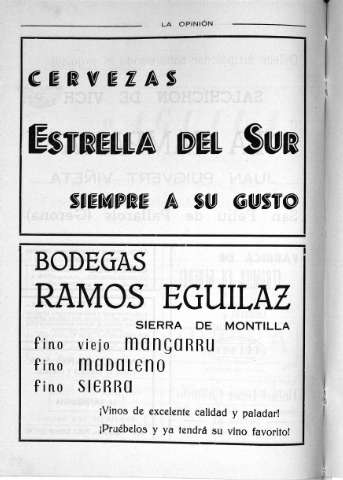 LA OPINIÓN
CERVEZAS
ESTRELLA DEL SUR
SIEMPRE A SU GUSTO
BODEGAS
RAMOS EGUILAZ
SIERRA DE MONTILLA
fino viejo MANGARRU
fino MADALENO
fino SIERRA
¡Vinos de excelente calidad y paladar!
¡Pruébelos y ya tendrá su vino favorito!